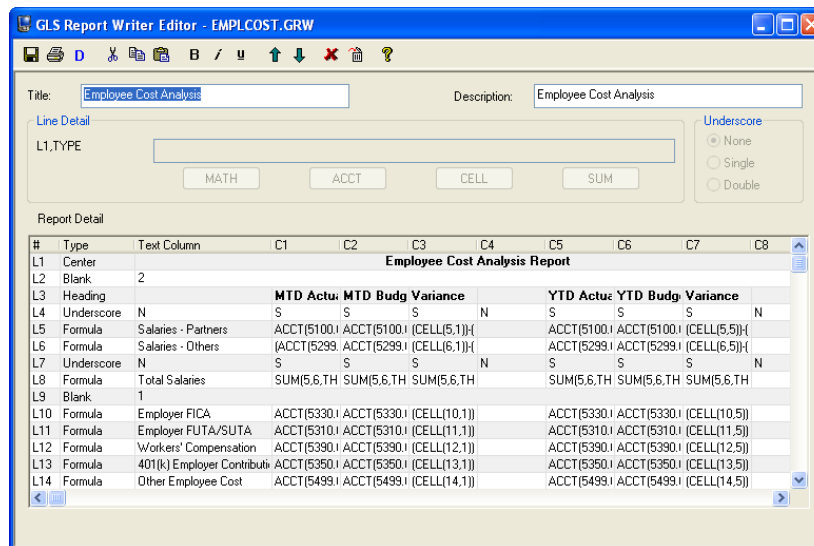 GLS Report Writer Editor - EMPLCOST.GRW
D B i u ?
Title: Employee Cost Analysis Description: Employee Cost Analysis
Line Detail Underscore
L1,TYPE None
Single
MATH ACCT CELL SUM Double
Report Detail
# Type Text Column C1 C2 C3 C4 C5 C6 C7 C8
L1 Center Employee Cost Analysis Report
L2 Blank 2
L3 Heading MTD Actua MTD Budg Variance YTD Actua YTD Budg Variance
L4 Underscore N S S S N S S S N
L5 Formula Salaries - Partners ACCT(5100. ACCT(5100. (CELL(5,1))-( ACCT(5100. ACCT(5100. (CELL(5,5))-(
L6 Formula Salaries - Others (ACCT(5299. ACCT(5299. (CELL(6,1))-( ACCT(5299. ACCT(5299. (CELL(6,5))-(
L7 Underscore N S S S N S S S N
L8 Formula Total Salaries SUM(5,6,TH SUM(5,6,TH SUM(5,6,TH SUM(5,6,TH SUM(5,6,TH SUM(5,6,TH
L9 Blank 1
L10 Formula Employer FICA ACCT(5330. ACCT(5330. (CELL(10,1)) ACCT(5330. ACCT(5330. (CELL(10,5))
L11 Formula Employer FUTA/SUTA ACCT(5310. ACCT(5310. (CELL(11,1)) ACCT(5310. ACCT(5310. (CELL(11,5))
L12 Formula Workers' Compensation ACCT(5390. ACCT(5390. (CELL(12,1)) ACCT(5390. ACCT(5390. (CELL(12,5))
L13 Formula 401(k) Employer Contributi ACCT(5350. ACCT(5350. (CELL(13,1)) ACCT(5350. ACCT(5350. (CELL(13,5))
L14 Formula Other Employee Cost ACCT(5499. ACCT(5499. (CELL(14,1)) ACCT(5499. ACCT(5499. (CELL(14,5))